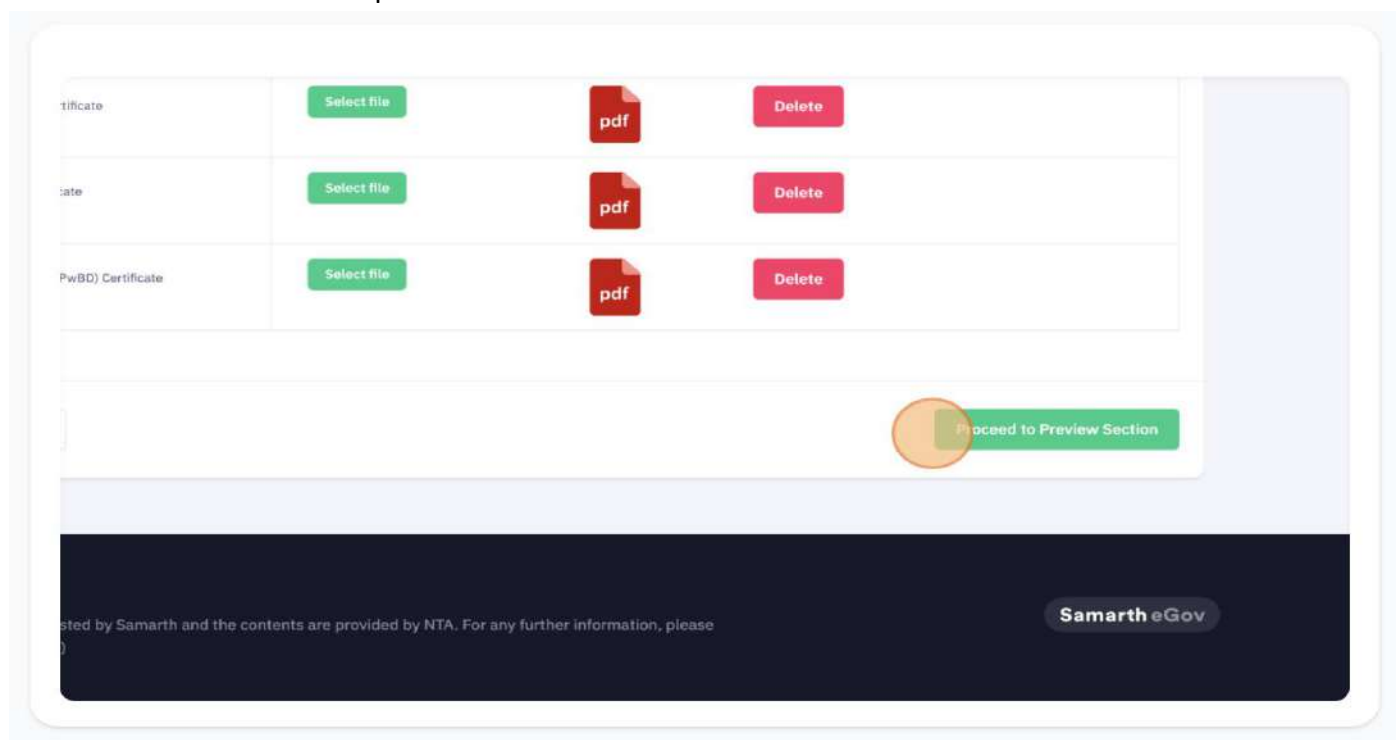 tificate Select file pdf Delete
cate Select file pdf Delete
PwBD) Certificate Select file pdf Delete
Proceed to Preview Section
sted by Samarth and the contents are provided by NTA. For any further information, please
)
Samarth eGov